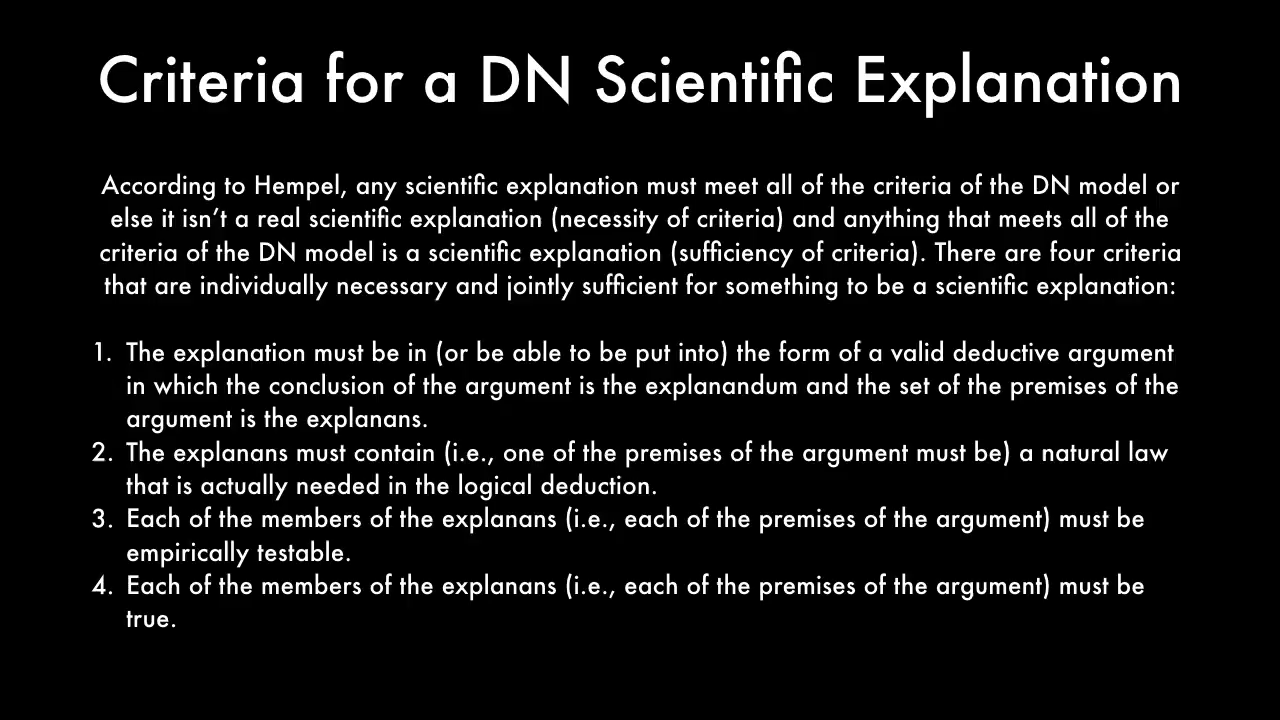 Criteria for a DN Scientific Explanation
According to Hempel, any scientific explanation must meet all of the criteria of the DN model or
else it isn’t a real scientific explanation (necessity of criteria) and anything that meets all of the
criteria of the DN model is a scientific explanation (sufficiency of criteria). There are four criteria
that are individually necessary and jointly sufficient for something to be a scientific explanation:
1. The explanation must be in (or be able to be put into) the form of a valid deductive argument
in which the conclusion of the argument is the explanandum and the set of the premises of the
argument is the explanans.
2. The explanans must contain (i.e., one of the premises of the argument must be) a natural law
that is actually needed in the logical deduction.
3. Each of the members of the explanans (i.e., each of the premises of the argument) must be
empirically testable.
4. Each of the members of the explanans (i.e., each of the premises of the argument) must be
true.